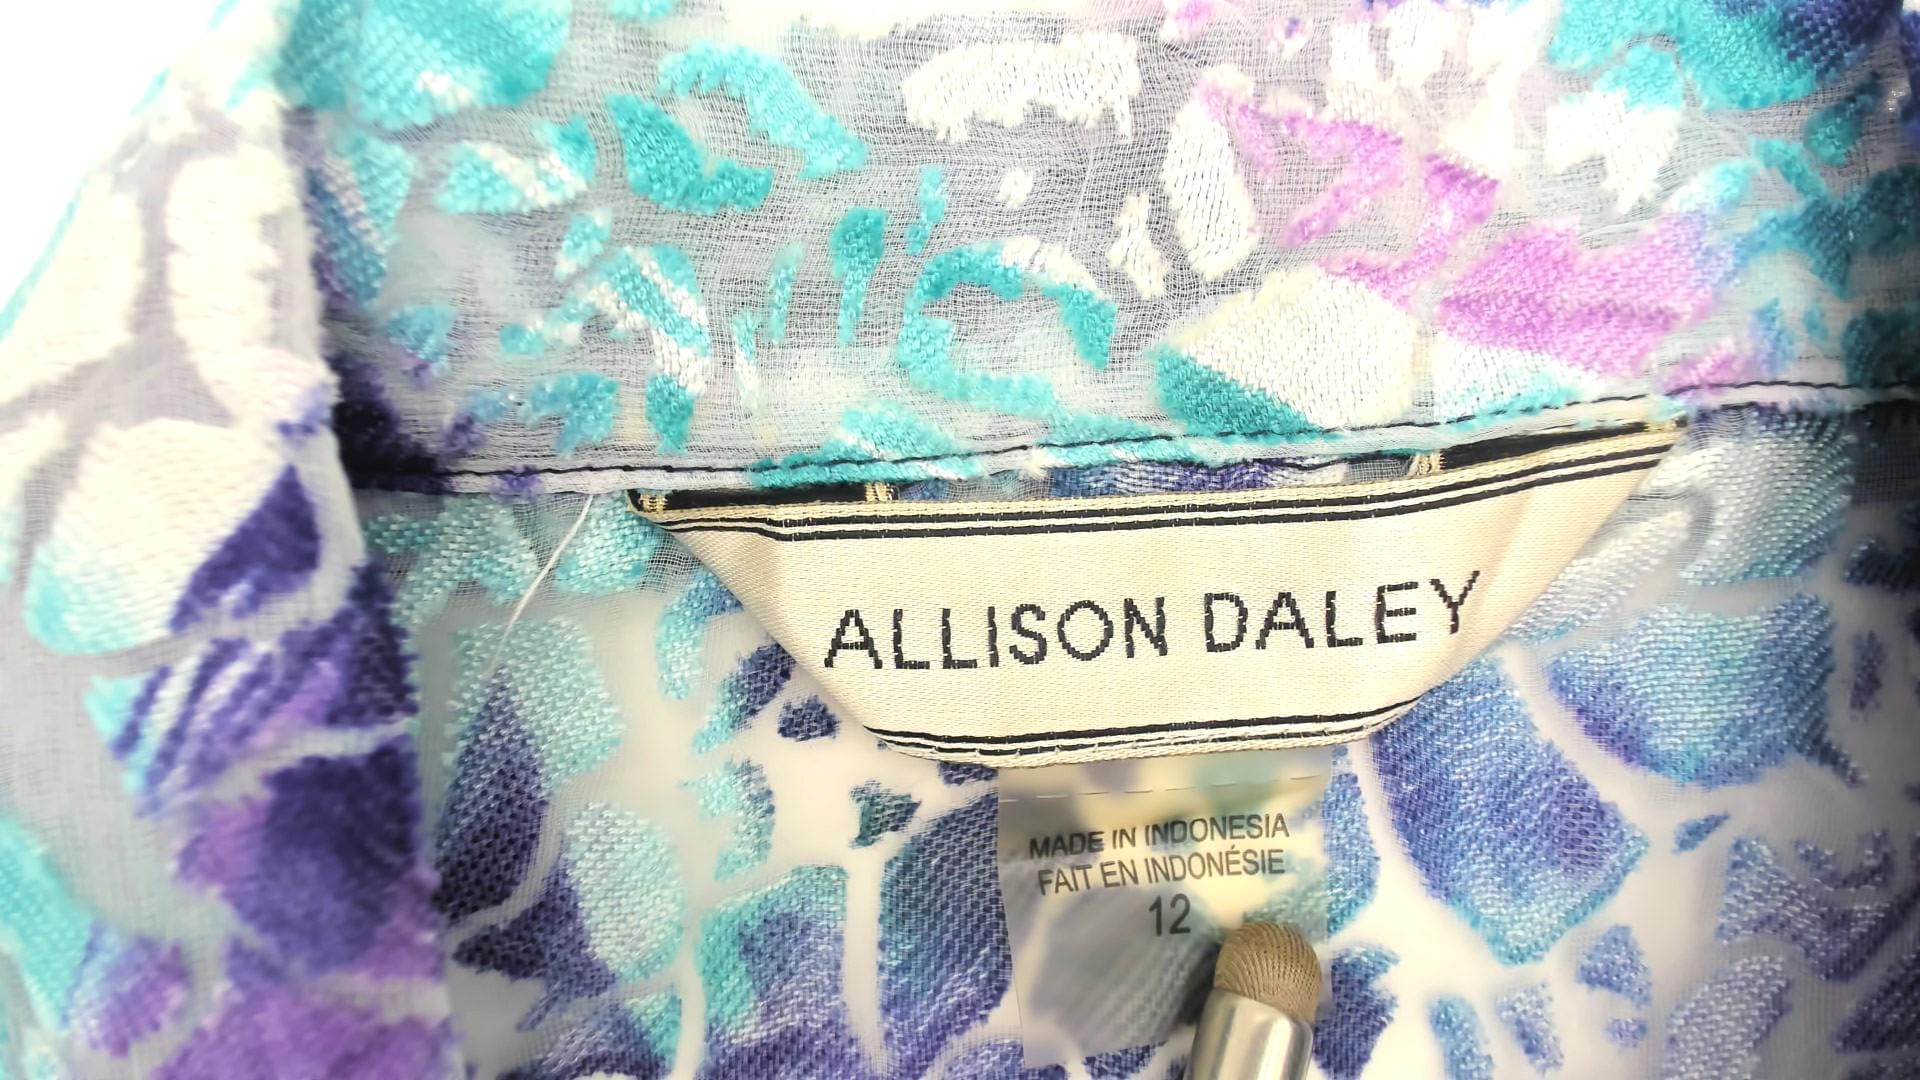 ALLISON DALEY
MADE IN INDONESIA
FAIT EN INDONÉSIE
12